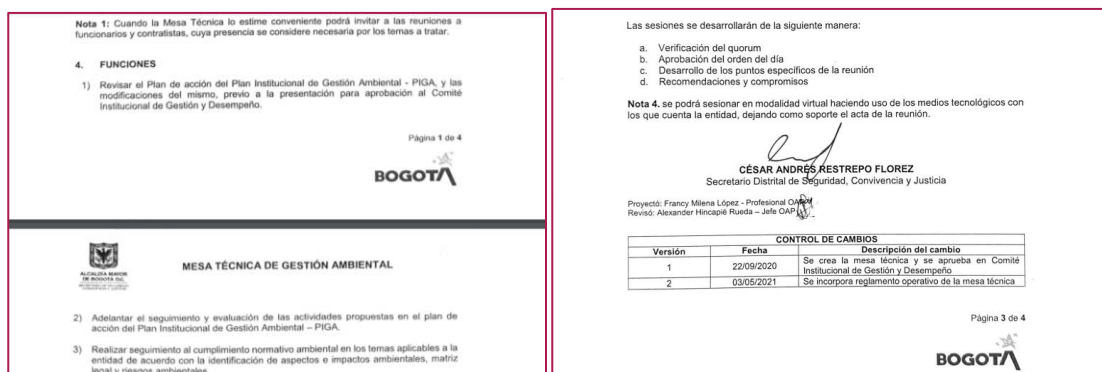 Nota 1: Cuando la Mesa Técnica lo estime conveniente podrá invitar a las reuniones a
funcionarios y contratistas, cuya presencia se considere necesaria por los temas a tratar.
4. FUNCIONES
1) Revisar el Plan de acción del Plan Institucional de Gestión Ambiental - PIGA, y las
modificaciones del mismo, previo a la presentación para aprobación al Comité
Institucional de Gestión y Desempeño.
Página 1 de 4
BOGOTÁ
ALCALDÍA MAYOR
DE BOGOTÁ D.C.
MESA TÉCNICA DE GESTIÓN AMBIENTAL
2) Adelantar el seguimiento y evaluación de las actividades propuestas en el plan de
acción del Plan Institucional de Gestión Ambiental – PIGA.
3) Realizar seguimiento al cumplimiento normativo ambiental en los temas aplicables a la
entidad de acuerdo con la identificación de aspectos e impactos ambientales, matriz
legal y riesgos ambientales
Las sesiones se desarrollarán de la siguiente manera:
a. Verificación del quorum
b. Aprobación del orden del día
c. Desarrollo de los puntos específicos de la reunión
d. Recomendaciones y compromisos
Nota 4. se podrá sesionar en modalidad virtual haciendo uso de los medios tecnológicos con
los que cuenta la entidad, dejando como soporte el acta de la reunión.
CÉSAR ANDRÉS RESTREPO FLOREZ
Secretario Distrital de Seguridad, Convivencia y Justicia
Proyectó: Francy Milena López - Profesional OAP
Revisó: Alexander Hincapié Rueda – Jefe OAP
CONTROL DE CAMBIOS
Versión Fecha Descripción del cambio
1 22/09/2020 Se crea la mesa técnica y se aprueba en Comité
Institucional de Gestión y Desempeño
2 03/05/2021 Se incorpora reglamento operativo de la mesa técnica
Página 3 de 4
BOGOTÁ